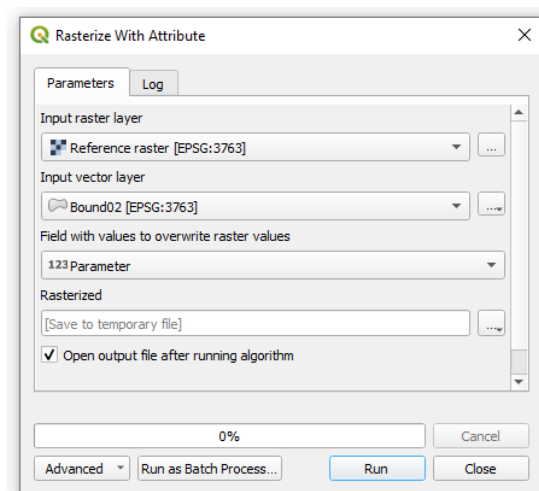 Rasterize With Attribute
Parameters Log
Input raster layer
Reference raster [EPSG:3763]
...
Input vector layer
Bound02 [EPSG:3763]
...
Field with values to overwrite raster values
123 Parameter
Rasterized
[Save to temporary file]
...
Open output file after running algorithm
0%
Cancel
Advanced Run as Batch Process... Run Close